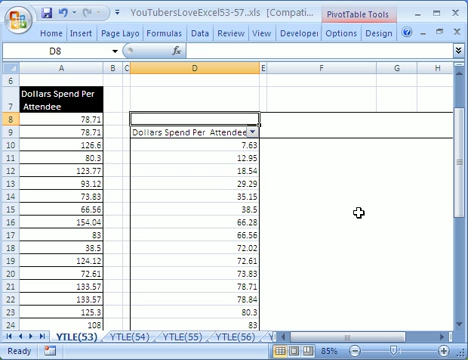 YouTubersLoveExcel53-57..xls [Compat...
PivotTable Tools
Home Insert Page Layo Formulas Data Review View Developer Options Design
D8 fx
A B C D E F G H
6
7 Dollars Spend Per
Attendee
8 78.71
9 78.71 Dollars Spend Per Attendee
10 126.6 7.63
11 80.3 12.95
12 123.77 18.54
13 93.12 29.29
14 73.83 35.15
15 66.56 38.5
16 154.04 66.28
17 83 66.56
18 38.5 72.02
19 124.12 72.61
20 72.61 73.83
21 133.57 78.71
22 133.57 78.84
23 125.3 80.3
24 108 83
YTLE(53) YTLE(54) YTLE(55) YTLE(56)
Ready 85%